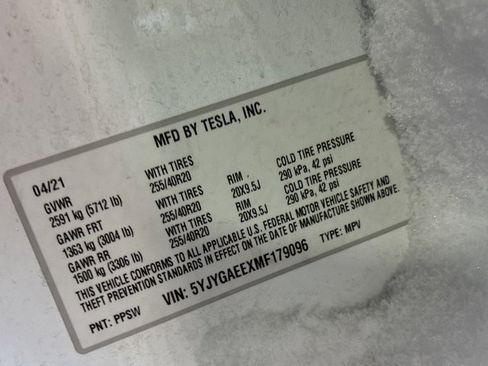 MFD BY TESLA, INC.
04/21
GVWR
2591 kg (5712 lb)
GAWR FRT WITH TIRES RIM COLD TIRE PRESSURE
1363 kg (3004 lb) 255/40R20 20X9.5J 290 kPa, 42 psi
GAWR RR WITH TIRES RIM COLD TIRE PRESSURE
1500 kg (3306 lb) 255/40R20 20X9.5J 290 kPa, 42 psi
THIS VEHICLE CONFORMS TO ALL APPLICABLE U.S. FEDERAL MOTOR VEHICLE SAFETY AND
THEFT PREVENTION STANDARDS IN EFFECT ON THE DATE OF MANUFACTURE SHOWN ABOVE.
PNT: PPSW VIN: 5YJYGAEEXMF179096 TYPE: MPV